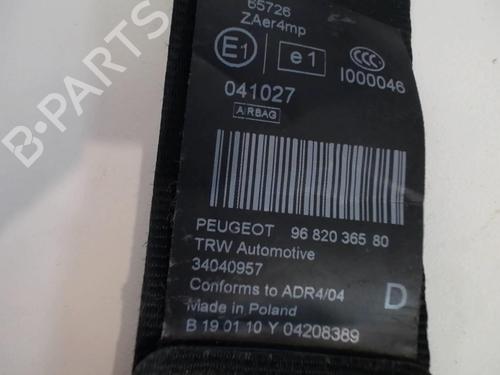 65726
ZAer4mp
E1 e1 CCC
I000046
041027
AIRBAG
PEUGEOT 96 820 365 80
TRW Automotive
34040957
Conforms to ADR4/04
D
Made in Poland
B 19 01 10 Y 04208389
B-PARTS